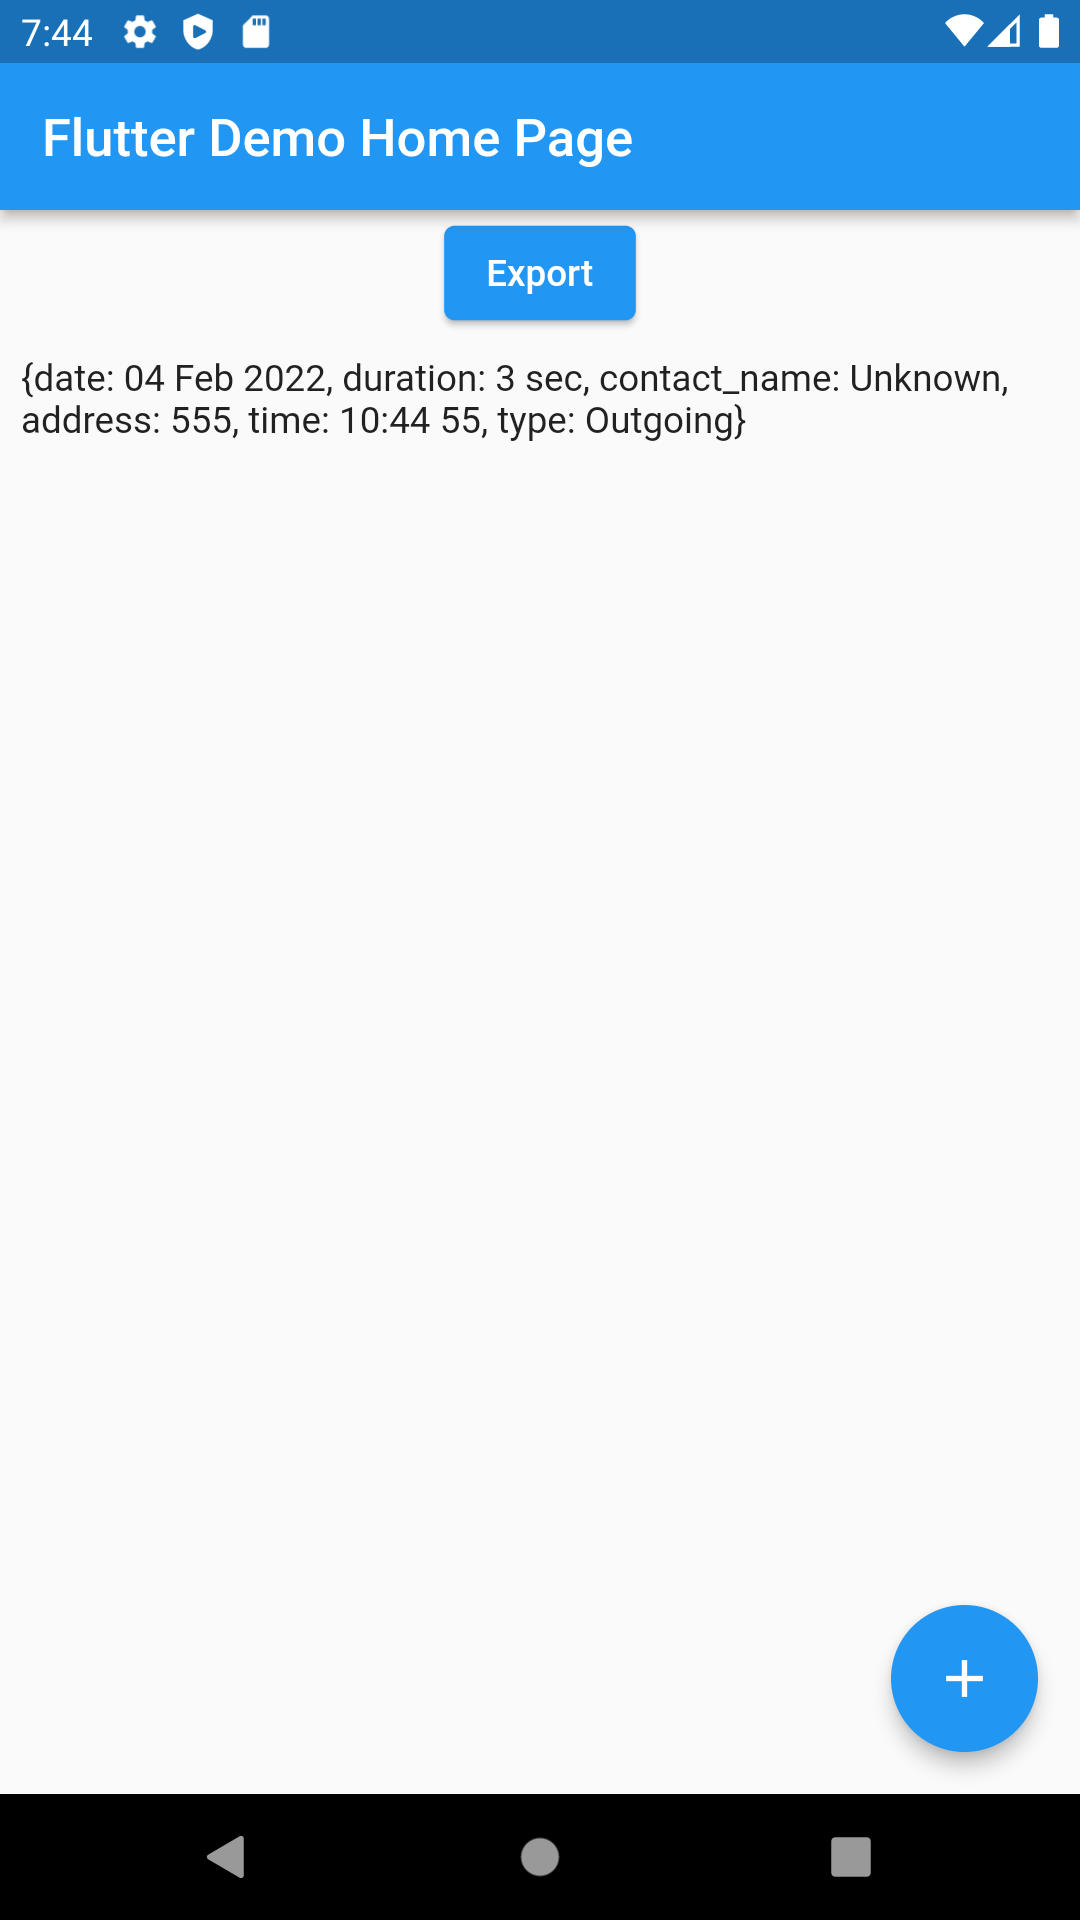 7:44
Flutter Demo Home Page
Export
{date: 04 Feb 2022, duration: 3 sec, contact_name: Unknown,
address: 555, time: 10:44 55, type: Outgoing}